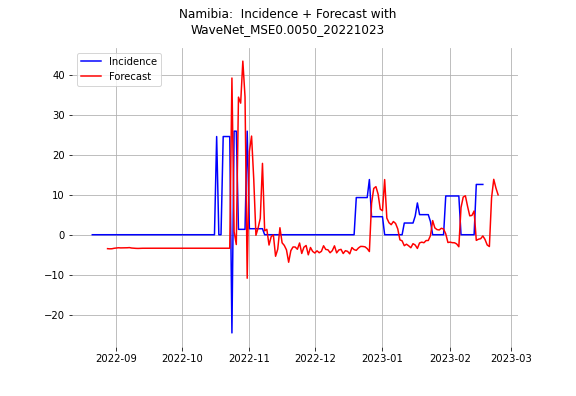 Namibia:  Incidence + Forecast with
WaveNet_MSE0.0050_20221023
Incidence
Forecast
40
30
20
10
0
−10
−20
2022-09 2022-10 2022-11 2022-12 2023-01 2023-02 2023-03